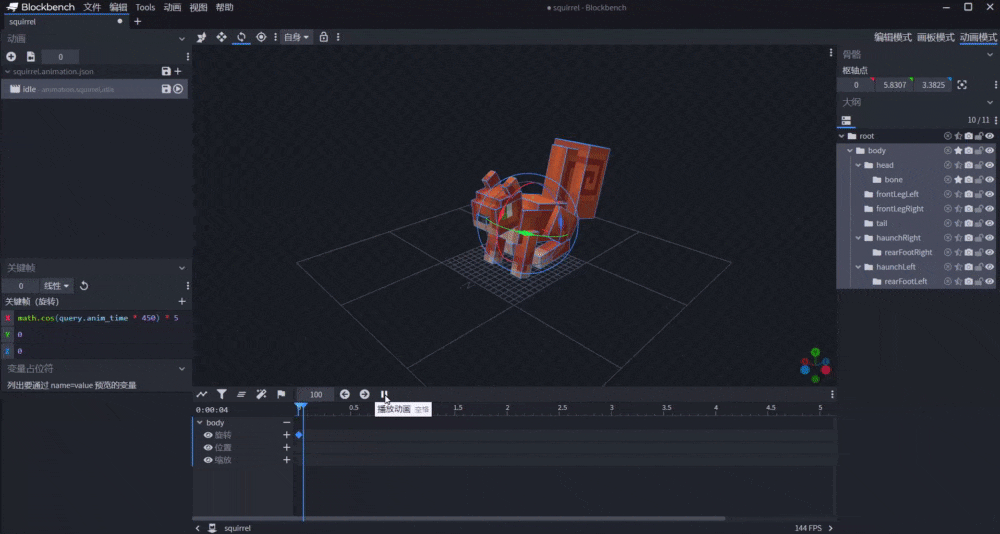 Blockbench 文件 编辑 Tools 动画 视图 帮助
squirrel - Blockbench
squirrel
动画
自身
编辑模式 画板模式 动画模式
骨骼
0
squirrel.animation.json
枢轴点
0 5.8307 3.3825
idle animation.squirrel.idle
大纲
10 / 11
root
body
head
bone
frontLegLeft
frontLegRight
tail
haunchRight
rearFootRight
haunchLeft
rearFootLeft
关键帧
0 线性
关键帧（旋转）
X math.cos(query.anim_time * 450) * 5
Y 0
Z 0
变量占位符
列出要通过 name=value 预览的变量
100
播放动画 空格
0:00:04
0.5 1.5 2 2.5 3 3.5 4 4.5 5
body
旋转
位置
缩放
squirrel
144 FPS